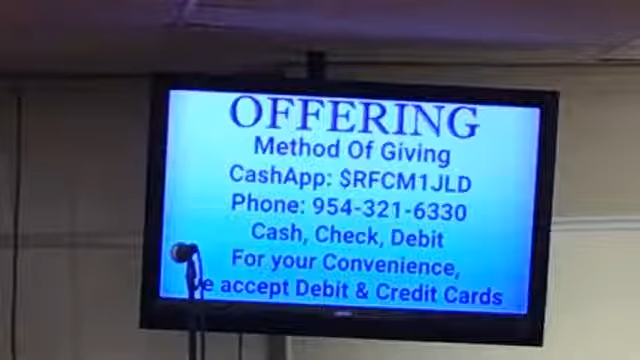 OFFERING
Method Of Giving
CashApp: $RFCM1JLD
Phone: 954-321-6330
Cash, Check, Debit
For your Convenience,
accept Debit & Credit Cards